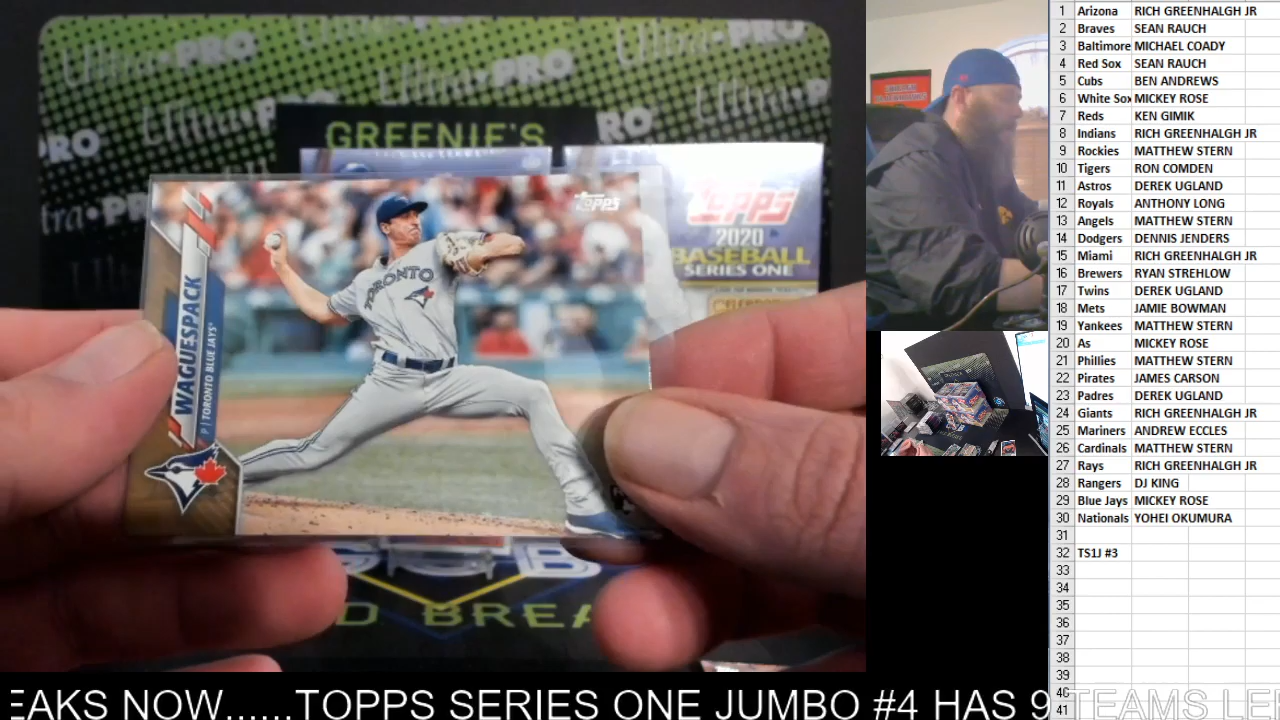 Ultra•PRO
PRO
Ultra•PRO
PRO
GREENIE'S
RO
Topps
TOPPS
2020
BASEBALL
SERIES ONE
WAGUESPACK
P | TORONTO BLUE JAYS
TORONTO
D BREA
1 Arizona RICH GREENHALGH JR
2 Braves SEAN RAUCH
3 Baltimore MICHAEL COADY
4 Red Sox SEAN RAUCH
5 Cubs BEN ANDREWS
6 White Sox MICKEY ROSE
7 Reds KEN GIMIK
8 Indians RICH GREENHALGH JR
9 Rockies MATTHEW STERN
10 Tigers RON COMDEN
11 Astros DEREK UGLAND
12 Royals ANTHONY LONG
13 Angels MATTHEW STERN
14 Dodgers DENNIS JENDERS
15 Miami RICH GREENHALGH JR
16 Brewers RYAN STREHLOW
17 Twins DEREK UGLAND
18 Mets JAMIE BOWMAN
19 Yankees MATTHEW STERN
20 As MICKEY ROSE
21 Phillies MATTHEW STERN
22 Pirates JAMES CARSON
23 Padres DEREK UGLAND
24 Giants RICH GREENHALGH JR
25 Mariners ANDREW ECCLES
26 Cardinals MATTHEW STERN
27 Rays RICH GREENHALGH JR
28 Rangers DJ KING
29 Blue Jays MICKEY ROSE
30 Nationals YOHEI OKUMURA
31
32 TS1J #3
33
34
35
36
37
38
39
40
41
EAKS NOW......TOPPS SERIES ONE JUMBO #4 HAS 9 TEAMS LE